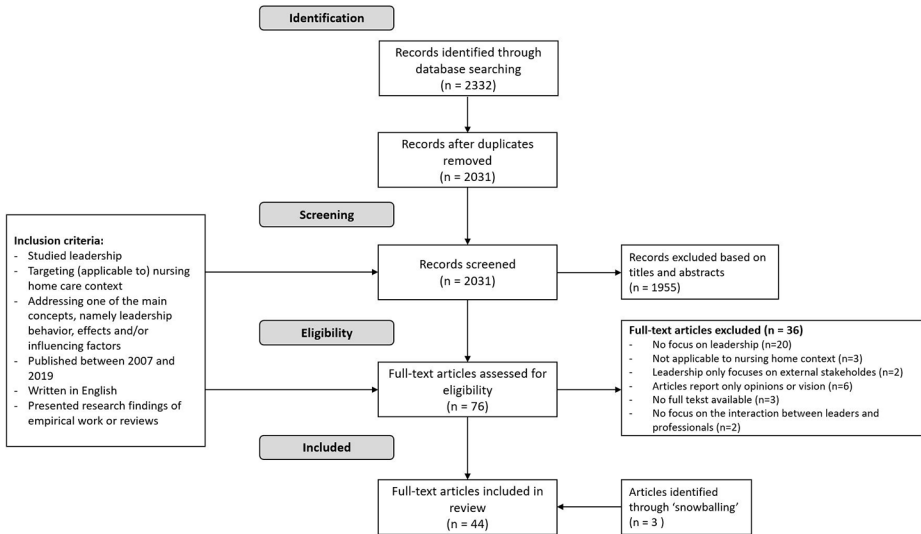 Identification
Records identified through
database searching
(n = 2332)
Records after duplicates
removed
(n = 2031)
Screening
Inclusion criteria:
- Studied leadership
- Targeting (applicable to) nursing
home care context
- Addressing one of the main
concepts, namely leadership
behavior, effects and/or
influencing factors
- Published between 2007 and
2019
- Written in English
- Presented research findings of
empirical work or reviews
Records screened
(n = 2031)
Records excluded based on
titles and abstracts
(n = 1955)
Eligibility
Full-text articles assessed for
eligibility
(n = 76)
Full-text articles excluded (n = 36)
- No focus on leadership (n=20)
- Not applicable to nursing home context (n=3)
- Leadership only focuses on external stakeholdes (n=2)
- Articles report only opinions or vision (n=6)
- No full tekst available (n=3)
- No focus on the interaction between leaders and
professionals (n=2)
Included
Full-text articles included in
review
(n = 44)
Articles identified
through ‘snowballing’
(n = 3 )